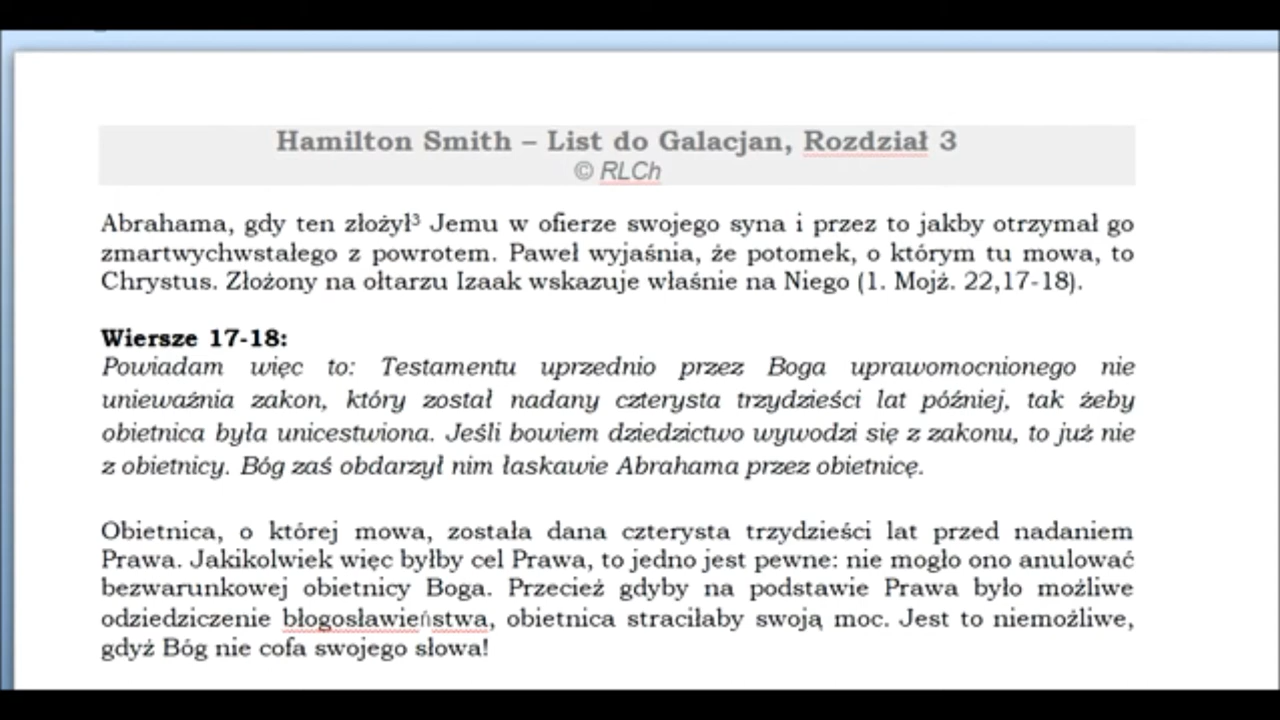 Hamilton Smith – List do Galacjan, Rozdział 3
© RLCh
Abrahama, gdy ten złożył³ Jemu w ofierze swojego syna i przez to jakby otrzymał go
zmartwychwstałego z powrotem. Paweł wyjaśnia, że potomek, o którym tu mowa, to
Chrystus. Złożony na ołtarzu Izaak wskazuje właśnie na Niego (1. Mojż. 22,17-18).
Wiersze 17-18:
Powiadam więc to: Testamentu uprzednio przez Boga uprawomocnionego nie
unieważnia zakon, który został nadany czterysta trzydzieści lat później, tak żeby
obietnica była unicestwiona. Jeśli bowiem dziedzictwo wywodzi się z zakonu, to już nie
z obietnicy. Bóg zaś obdarzył nim łaskawie Abrahama przez obietnicę.
Obietnica, o której mowa, została dana czterysta trzydzieści lat przed nadaniem
Prawa. Jakikolwiek więc byłby cel Prawa, to jedno jest pewne: nie mogło ono anulować
bezwarunkowej obietnicy Boga. Przecież gdyby na podstawie Prawa było możliwe
odziedziczenie błogosławieństwa, obietnica straciłaby swoją moc. Jest to niemożliwe,
gdyż Bóg nie cofa swojego słowa!